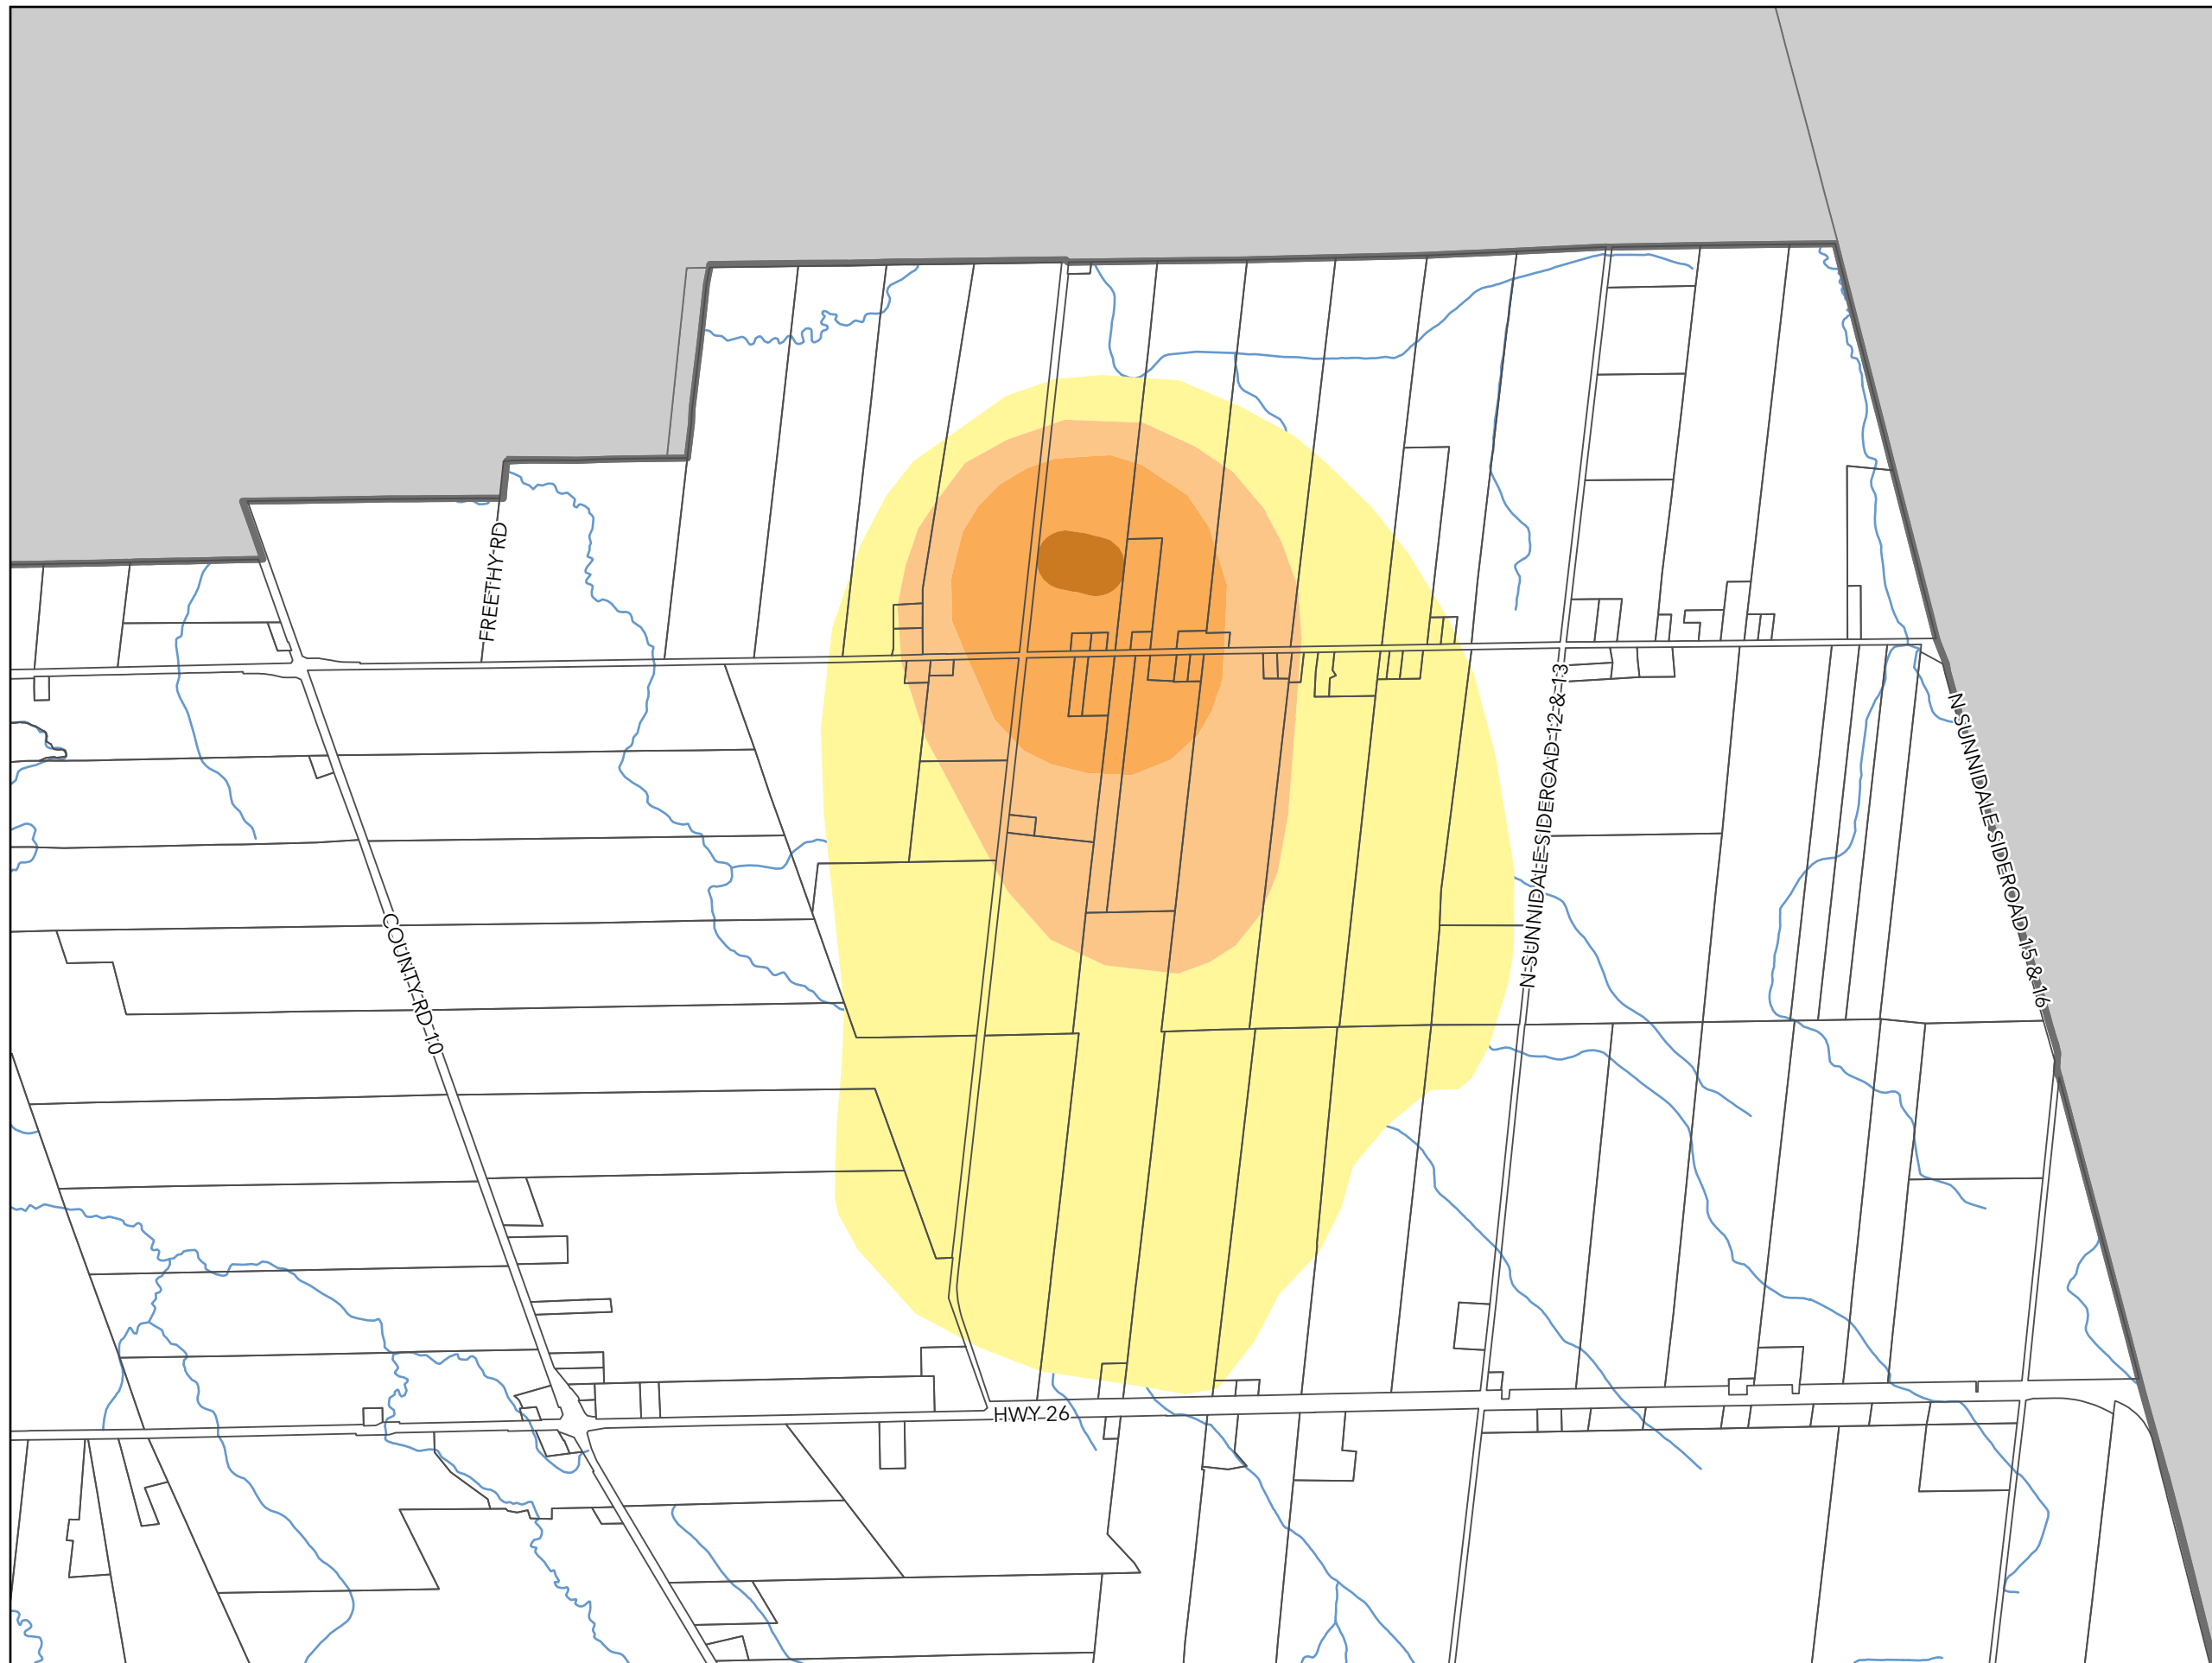 FREETHY RD
N SUNNIDALE SIDEROAD 12 & 13
N SUNNIDALE SIDEROAD 15 & 16
COUNTY RD 10
HWY 26